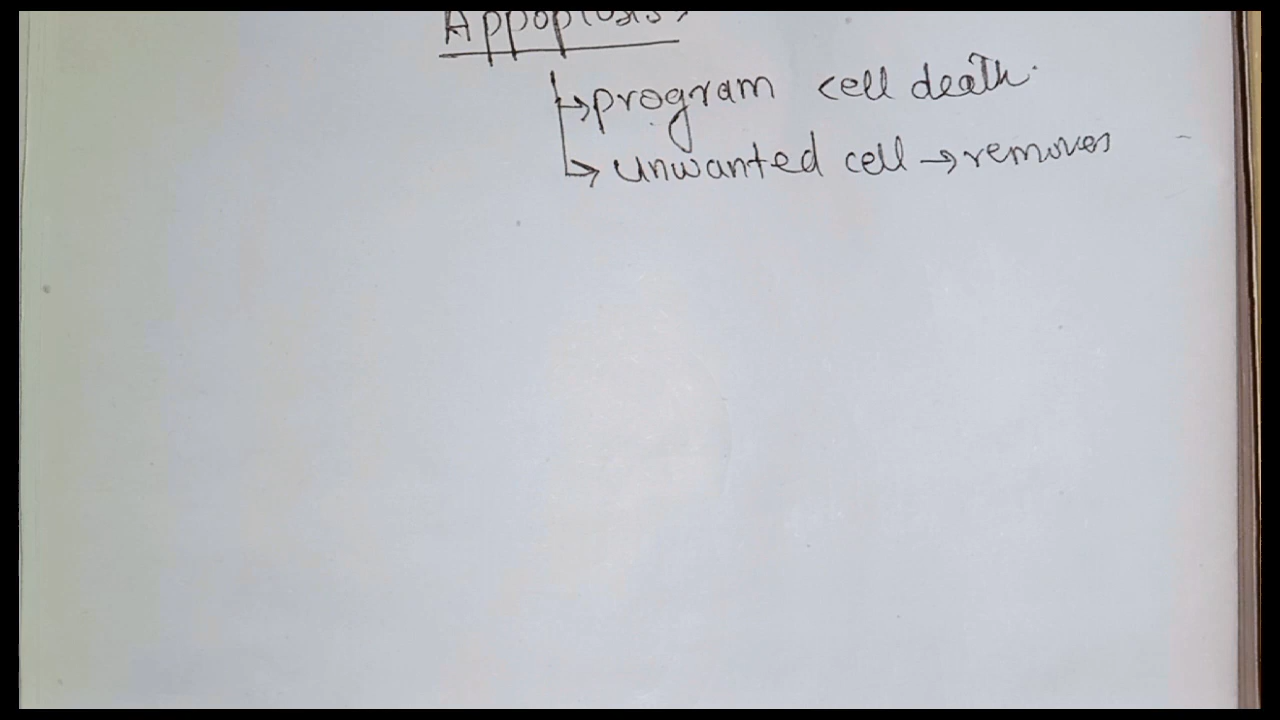 Appoptosis:
program cell death.
unwanted cell → removes